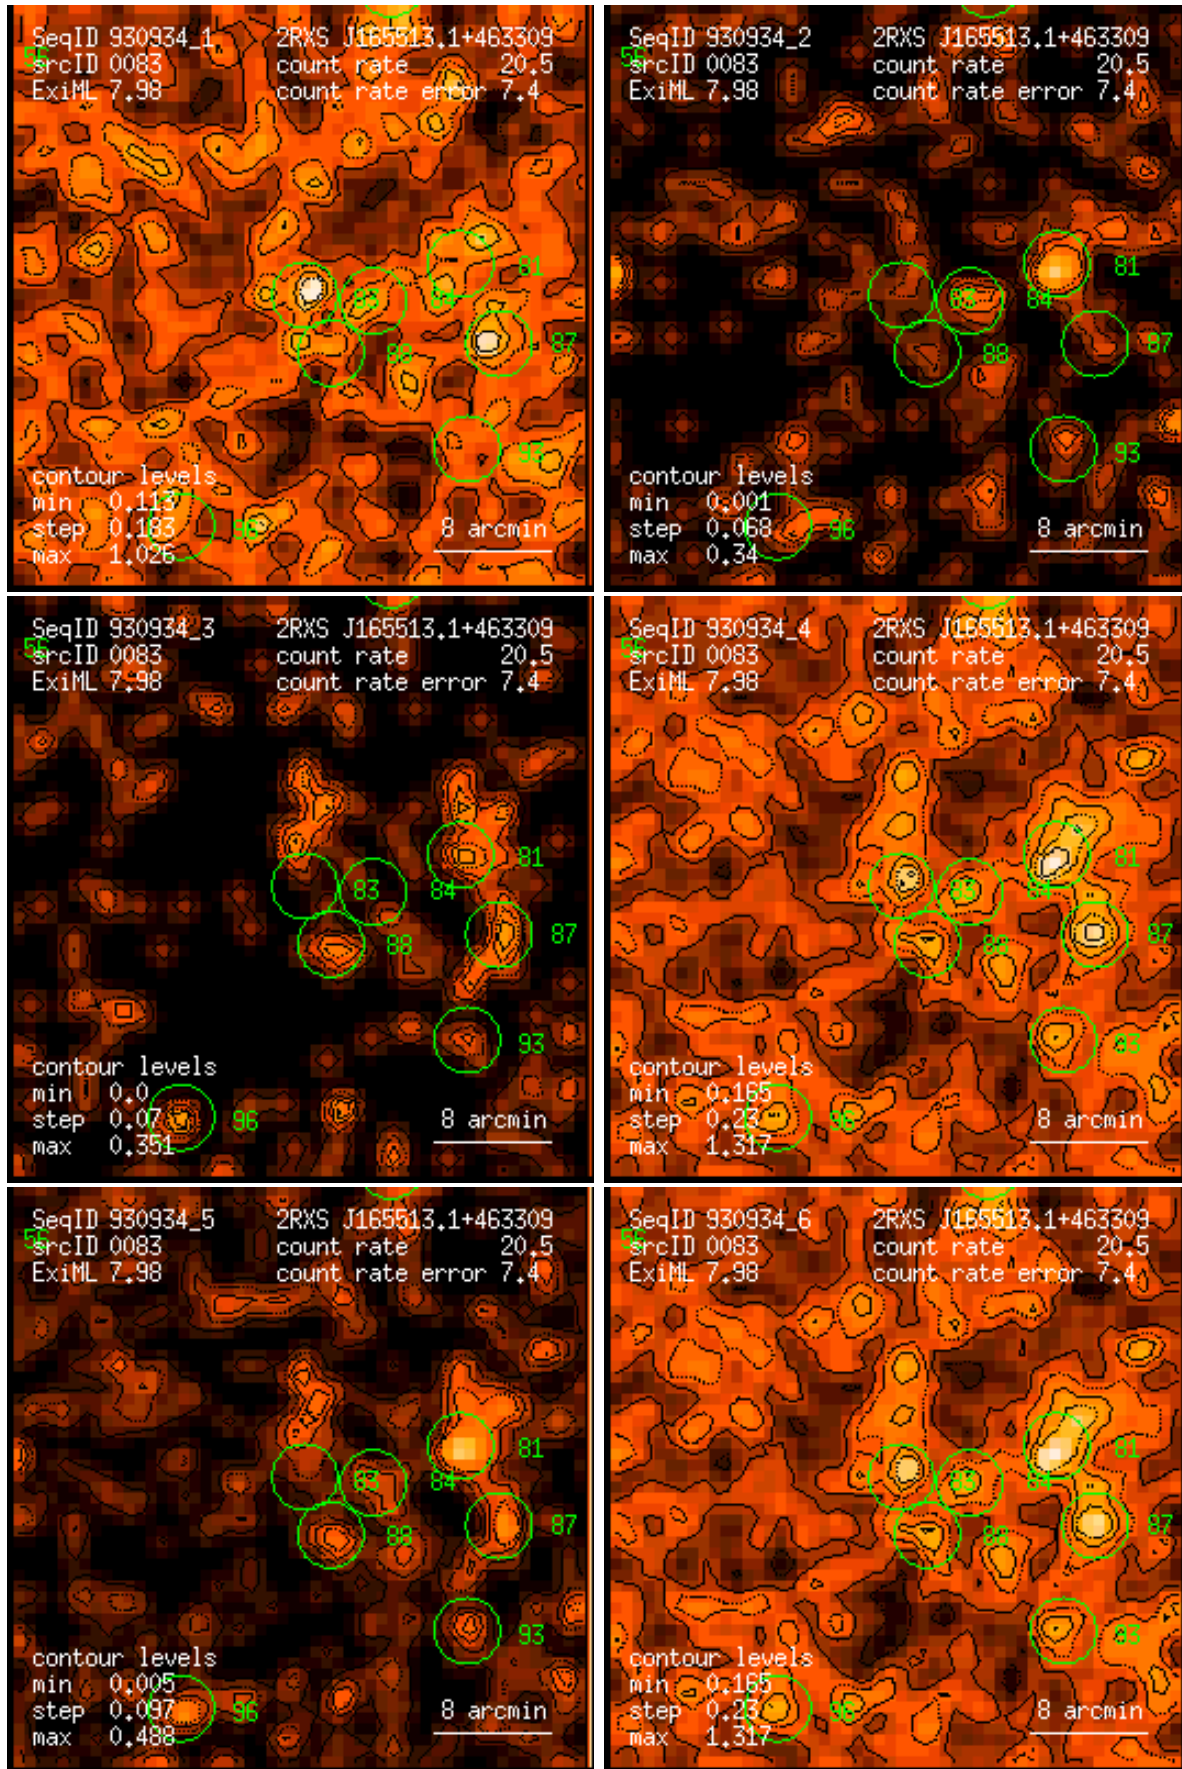 SeqID 930934_1 2RXS J165513.1+463309
56
srcID 0083 count rate 20.5
ExiML 7.98 count rate error 7.4
81
83 84
87
88
93
contour levels
min 0.113
step 0.183 96 8 arcmin
max 1.026
SeqID 930934_2 2RXS J165513.1+463309
56
srcID 0083 count rate 20.5
ExiML 7.98 count rate error 7.4
81
83 84
87
88
93
contour levels
min 0.001
step 0.068 96 8 arcmin
max 0.34
SeqID 930934_3 2RXS J165513.1+463309
56
srcID 0083 count rate 20.5
ExiML 7.98 count rate error 7.4
81
83 84
87
88
93
contour levels
min 0.0
step 0.07 96 8 arcmin
max 0.351
SeqID 930934_4 2RXS J165513.1+463309
56
srcID 0083 count rate 20.5
ExiML 7.98 count rate error 7.4
81
83 84
87
88
93
contour levels
min 0.165
step 0.23 96 8 arcmin
max 1.317
SeqID 930934_5 2RXS J165513.1+463309
56
srcID 0083 count rate 20.5
ExiML 7.98 count rate error 7.4
81
83 84
87
88
93
contour levels
min 0.005
step 0.097 96 8 arcmin
max 0.488
SeqID 930934_6 2RXS J165513.1+463309
56
srcID 0083 count rate 20.5
ExiML 7.98 count rate error 7.4
81
83 84
87
88
93
contour levels
min 0.165
step 0.23 96 8 arcmin
max 1.317